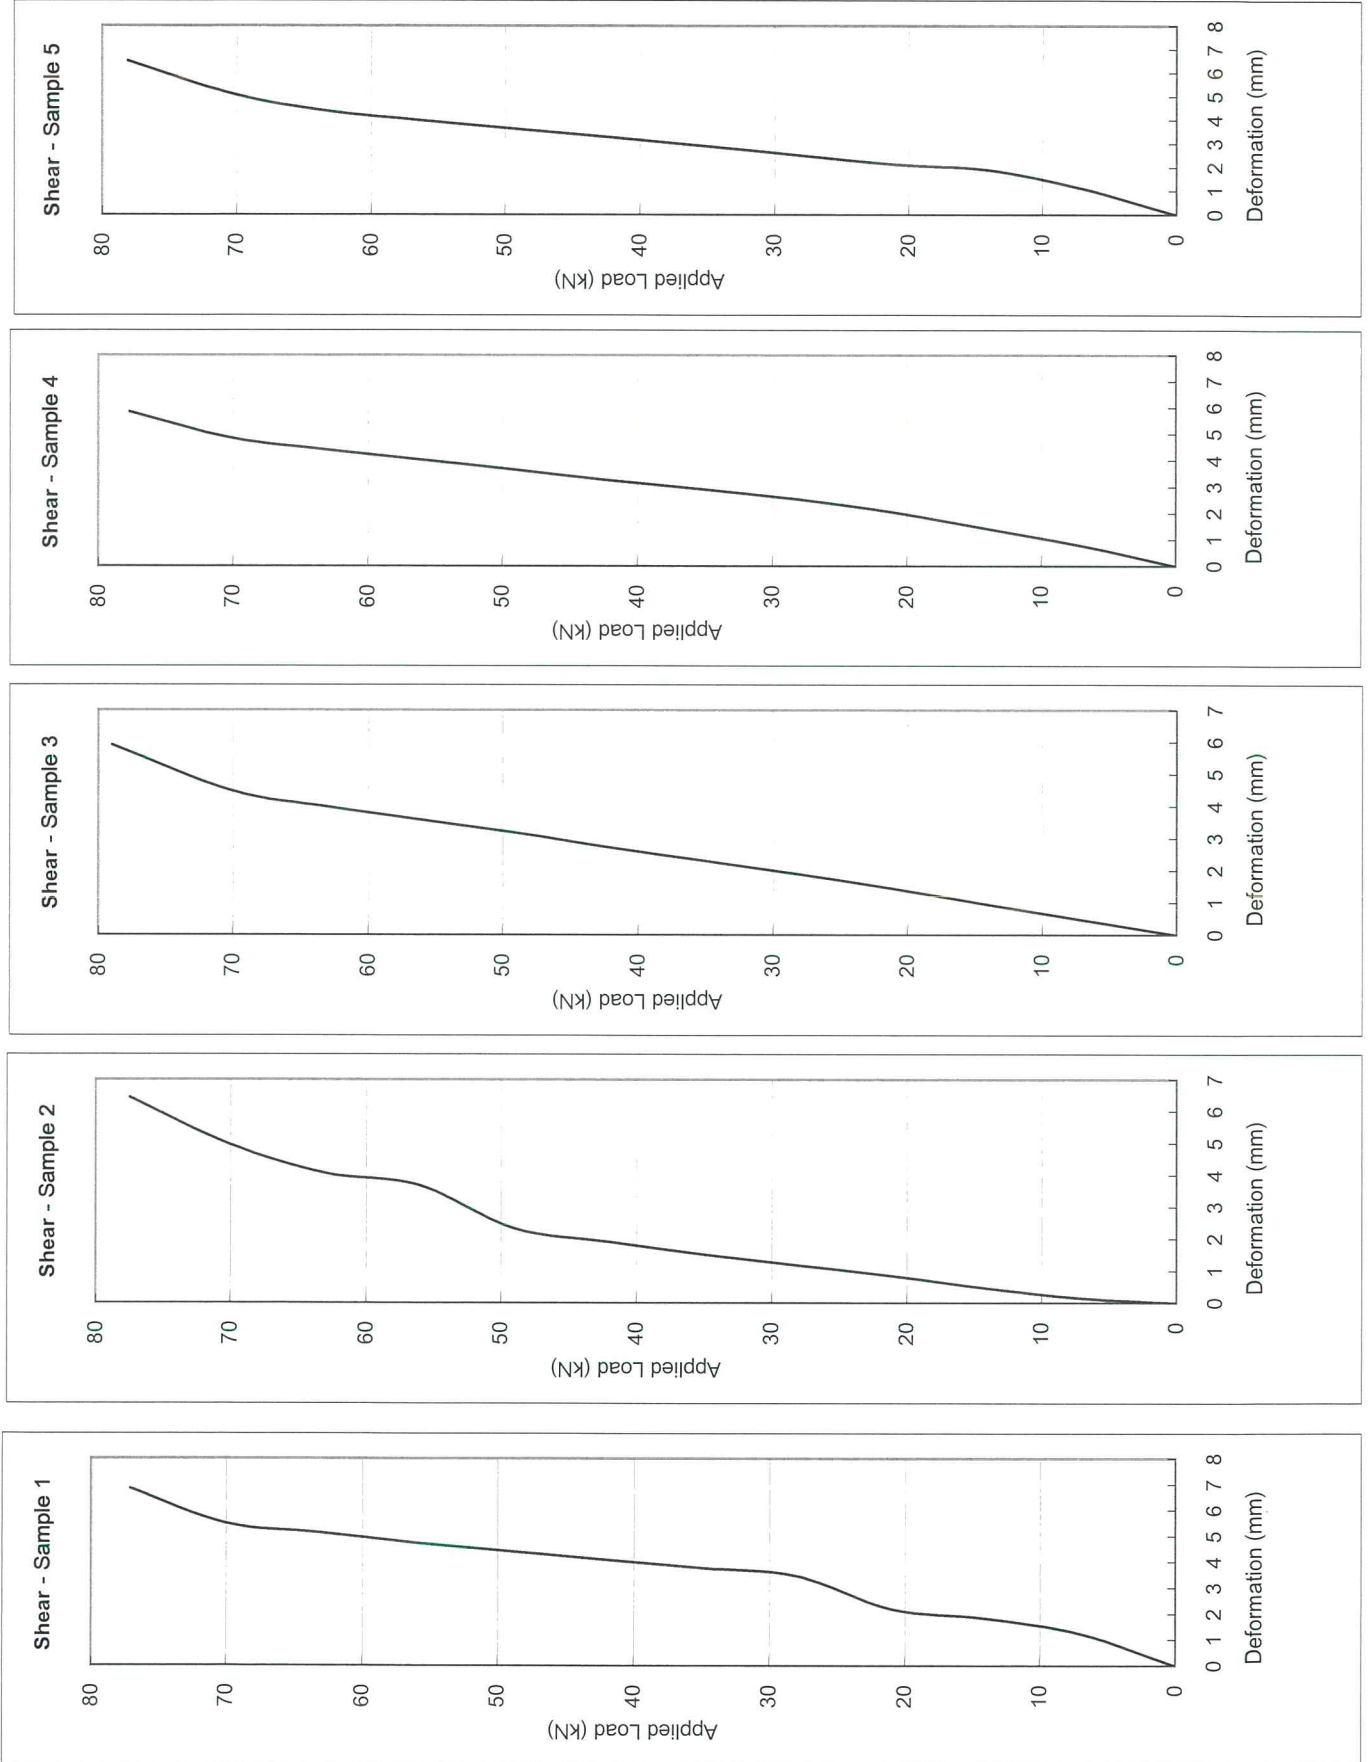 Shear - Sample 1
80
70
60
50
40
30
20
10
0
Applied Load (kN)
0 1 2 3 4 5 6 7 8
Deformation (mm)
Shear - Sample 2
80
70
60
50
40
30
20
10
0
Applied Load (kN)
0 1 2 3 4 5 6 7
Deformation (mm)
Shear - Sample 3
80
70
60
50
40
30
20
10
0
Applied Load (kN)
0 1 2 3 4 5 6 7
Deformation (mm)
Shear - Sample 4
80
70
60
50
40
30
20
10
0
Applied Load (kN)
0 1 2 3 4 5 6 7 8
Deformation (mm)
Shear - Sample 5
80
70
60
50
40
30
20
10
0
Applied Load (kN)
0 1 2 3 4 5 6 7 8
Deformation (mm)